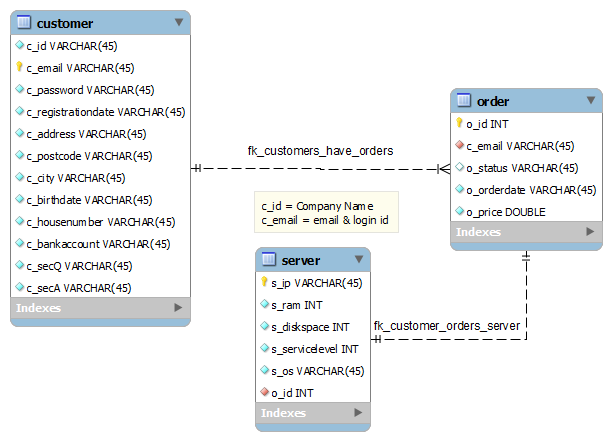 customer
c_id VARCHAR(45)
c_email VARCHAR(45)
c_password VARCHAR(45)
c_registrationdate VARCHAR(45)
c_address VARCHAR(45)
c_postcode VARCHAR(45)
c_city VARCHAR(45)
c_birthdate VARCHAR(45)
c_housenumber VARCHAR(45)
c_bankaccount VARCHAR(45)
c_secQ VARCHAR(45)
c_secA VARCHAR(45)
Indexes
fk_customers_have_orders
order
o_id INT
c_email VARCHAR(45)
o_status VARCHAR(45)
o_orderdate VARCHAR(45)
o_price DOUBLE
Indexes
c_id = Company Name
c_email = email & login id
server
s_ip VARCHAR(45)
s_ram INT
s_diskspace INT
s_servicelevel INT
s_os VARCHAR(45)
o_id INT
Indexes
fk_customer_orders_server